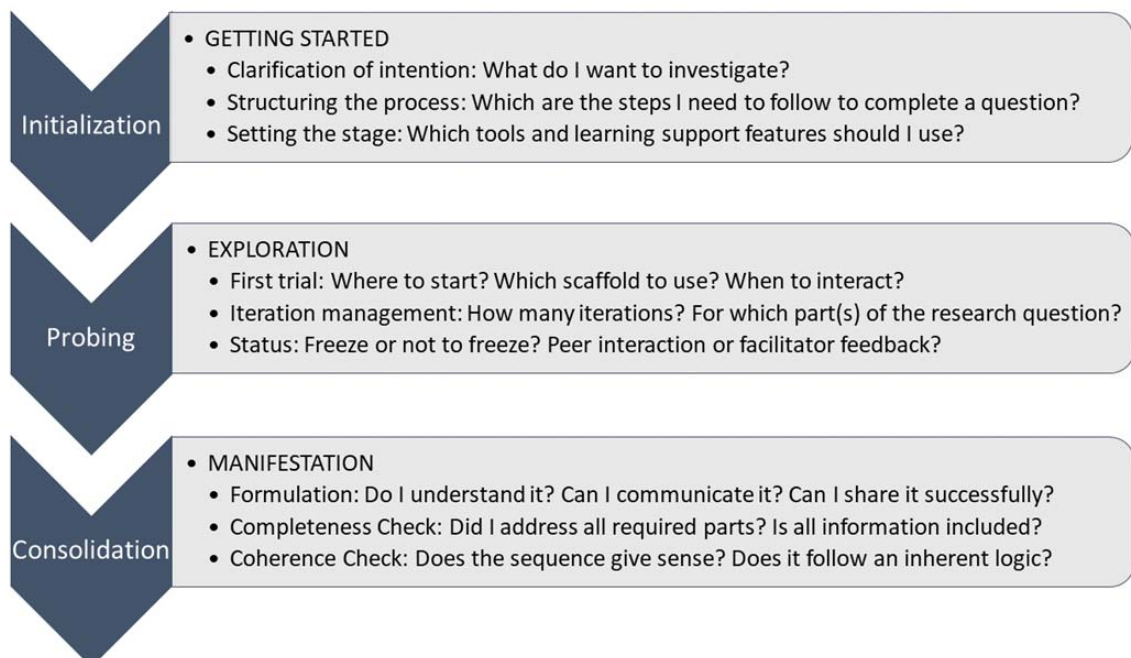 Initialization
• GETTING STARTED
• Clarification of intention: What do I want to investigate?
• Structuring the process: Which are the steps I need to follow to complete a question?
• Setting the stage: Which tools and learning support features should I use?
Probing
• EXPLORATION
• First trial: Where to start? Which scaffold to use? When to interact?
• Iteration management: How many iterations? For which part(s) of the research question?
• Status: Freeze or not to freeze? Peer interaction or facilitator feedback?
Consolidation
• MANIFESTATION
• Formulation: Do I understand it? Can I communicate it? Can I share it successfully?
• Completeness Check: Did I address all required parts? Is all information included?
• Coherence Check: Does the sequence give sense? Does it follow an inherent logic?